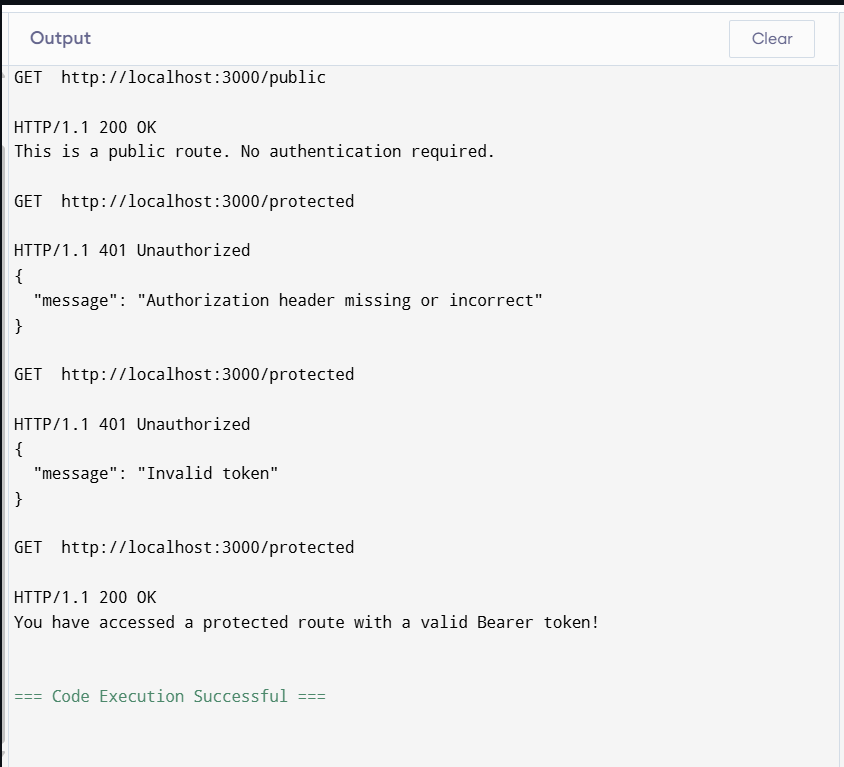 Output
Clear
GET  http://localhost:3000/public
HTTP/1.1 200 OK
This is a public route. No authentication required.
GET  http://localhost:3000/protected
HTTP/1.1 401 Unauthorized
{
  "message": "Authorization header missing or incorrect"
}
GET  http://localhost:3000/protected
HTTP/1.1 401 Unauthorized
{
  "message": "Invalid token"
}
GET  http://localhost:3000/protected
HTTP/1.1 200 OK
You have accessed a protected route with a valid Bearer token!
=== Code Execution Successful ===